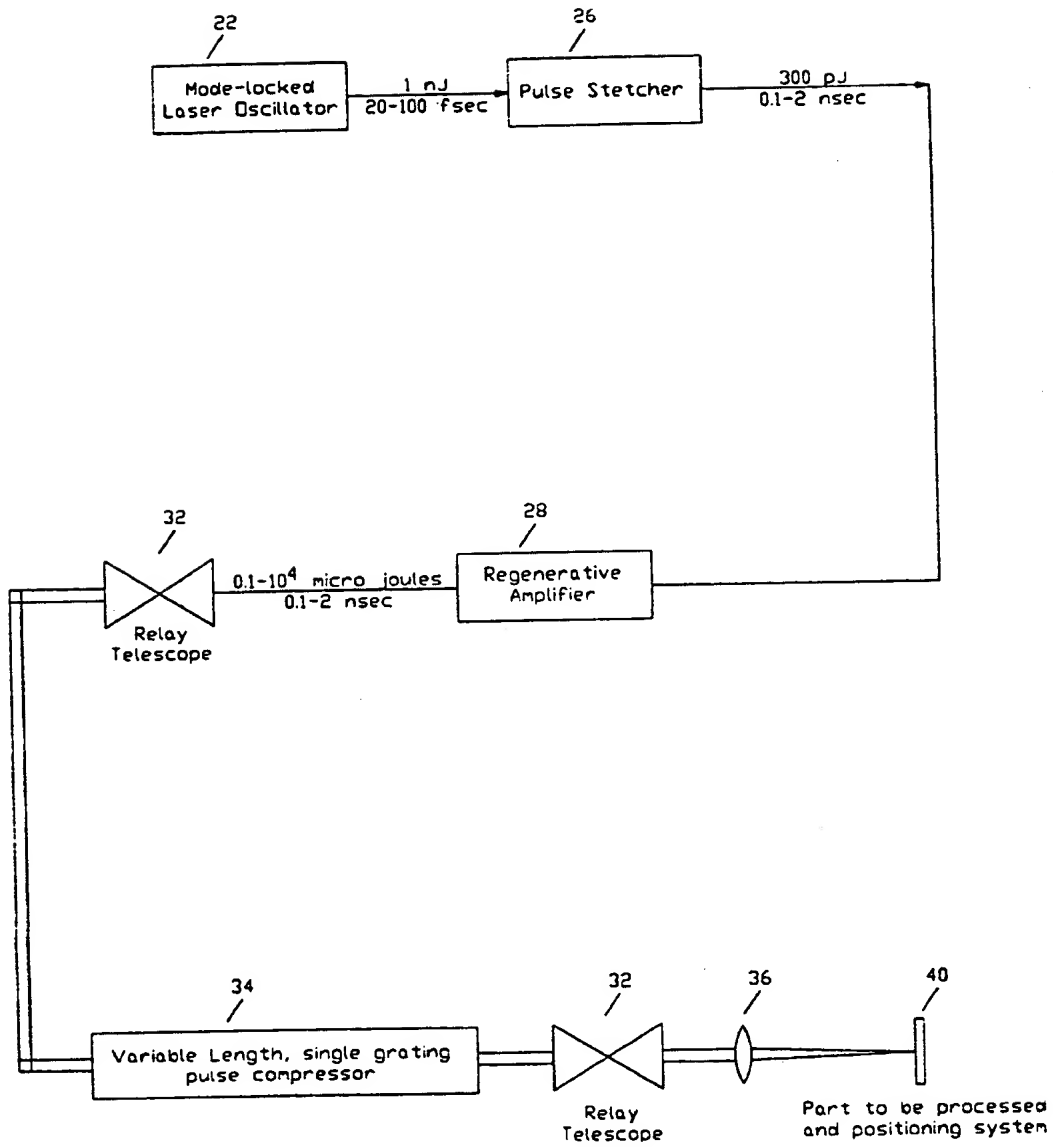 22
26
Mode-locked
Laser Oscillator
1 nJ
20-100 fsec
Pulse Stetcher
300 pJ
0.1-2 nsec
32
28
0.1-10⁴ micro joules
0.1-2 nsec
Regenerative
Amplifier
Relay
Telescope
34
32
36
40
Variable Length, single grating
pulse compressor
Relay
Telescope
Part to be processed
and positioning system